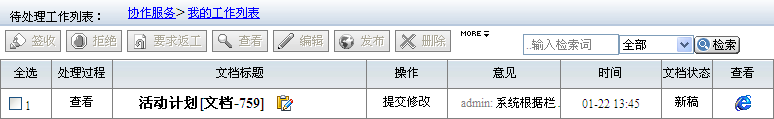 待处理工作列表： 协作服务> 我的工作列表
签收 拒绝 要求返工 查看 编辑 发布 删除 MORE ..输入检索词 全部 检索
全选 处理过程 文档标题 操作 意见 时间 文档状态 查看
1 查看 活动计划[文档-759] 提交修改 admin: 系统根据栏.. 01-22 13:45 新稿